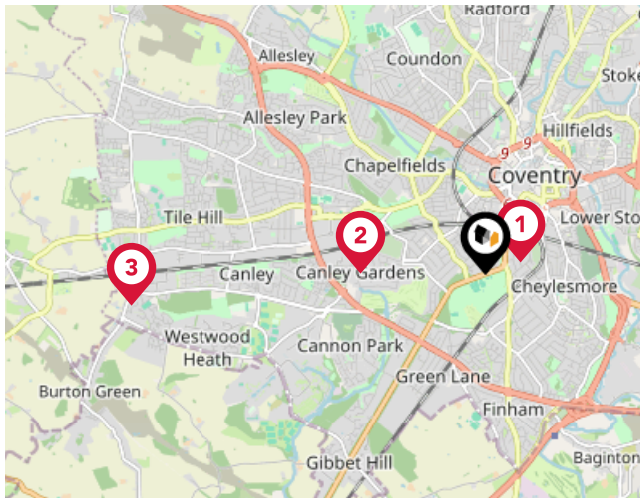 Radford
Allesley
Coundon
Stoke
Allesley Park
Hillfields
9
9
Chapelfields
Coventry
Tile Hill
1
Lower Sto
2
3
Canley
Canley Gardens
Cheylesmore
Westwood
Heath
Cannon Park
Green Lane
Burton Green
Finham
Gibbet Hill
Baginton